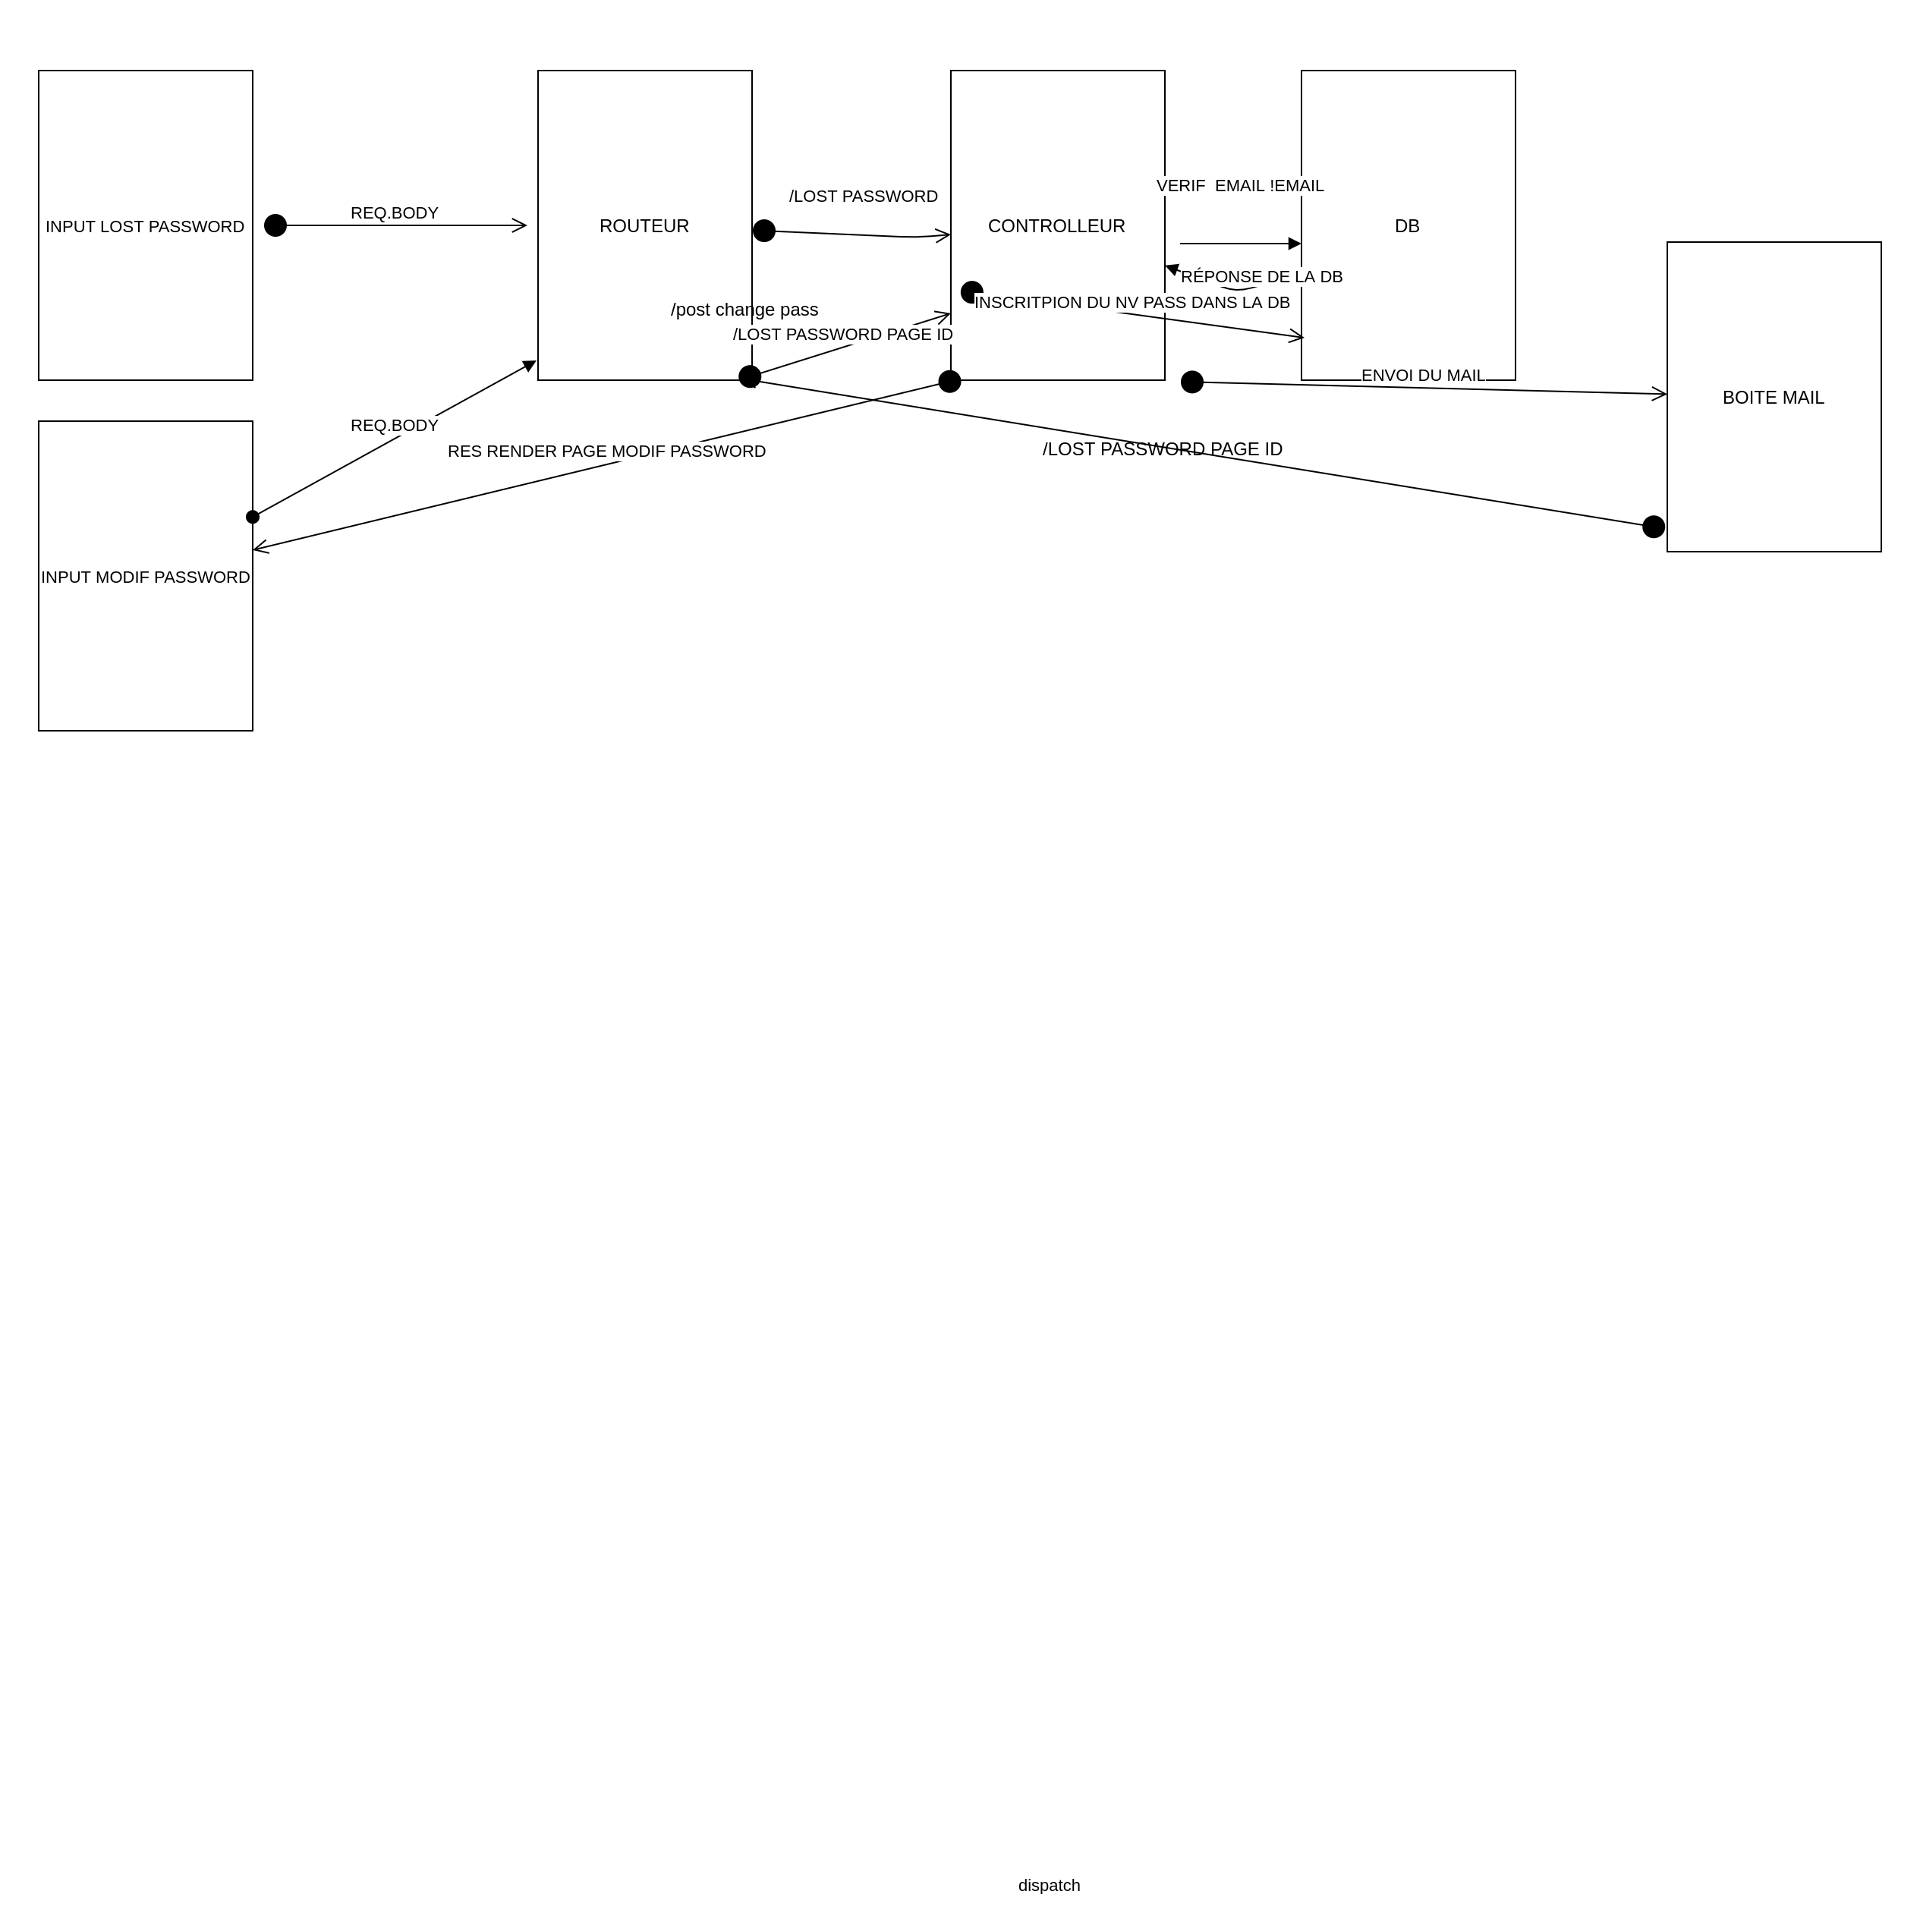 VERIF  EMAIL !EMAIL
/LOST PASSWORD
REQ.BODY
INPUT LOST PASSWORD
ROUTEUR
CONTROLLEUR
DB
RÉPONSE DE LA DB
INSCRITPION DU NV PASS DANS LA DB
/post change pass
/LOST PASSWORD PAGE ID
ENVOI DU MAIL
BOITE MAIL
REQ.BODY
RES RENDER PAGE MODIF PASSWORD
/LOST PASSWORD PAGE ID
INPUT MODIF PASSWORD
dispatch